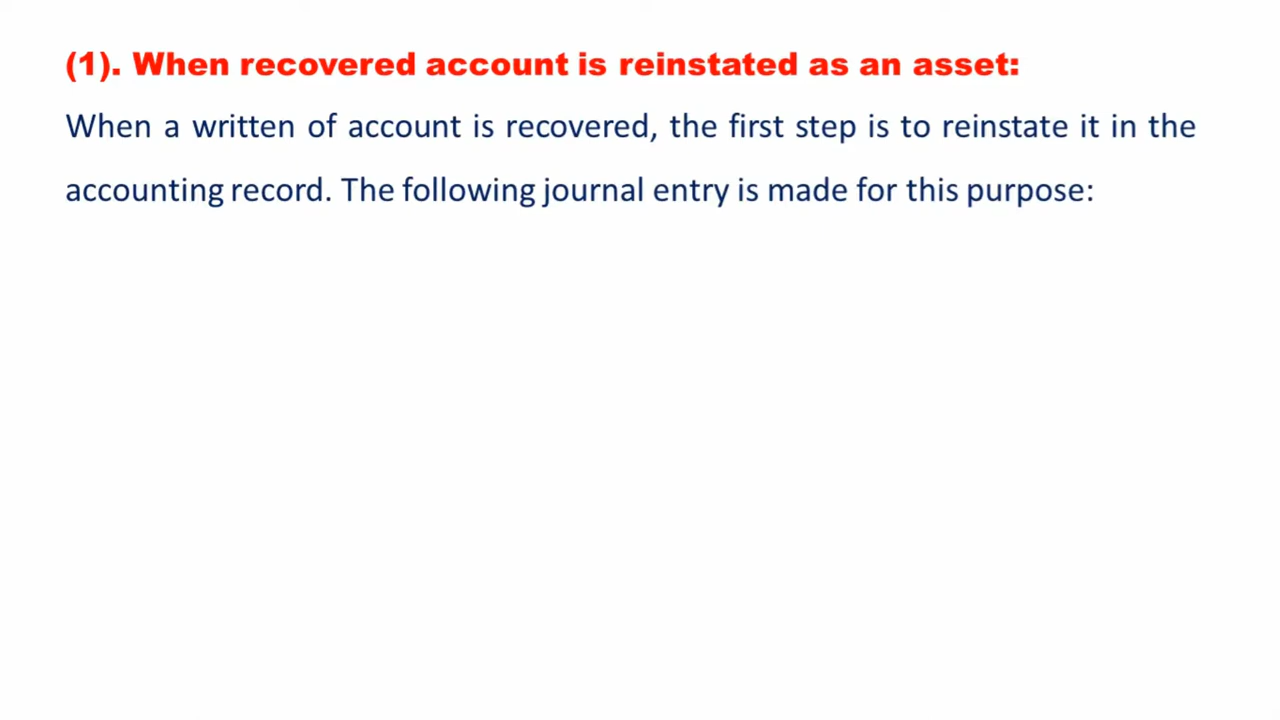 (1). When recovered account is reinstated as an asset:
When a written of account is recovered, the first step is to reinstate it in the
accounting record. The following journal entry is made for this purpose: